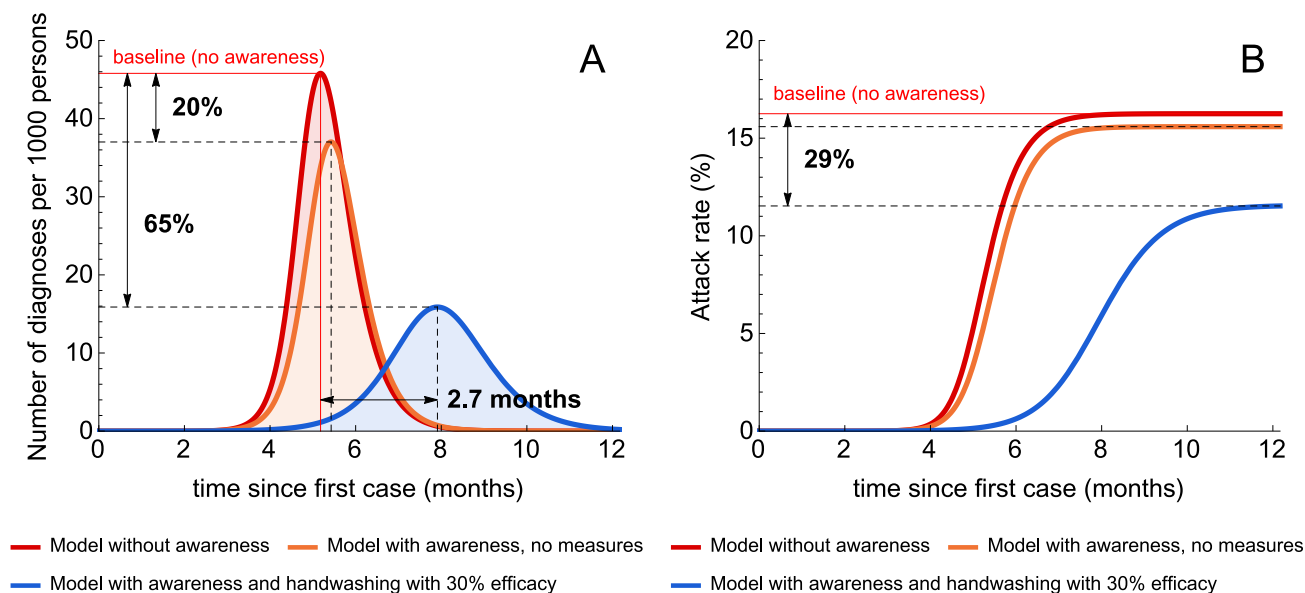 Number of diagnoses per 1000 persons
50
40
30
20
10
0
baseline (no awareness)
A
20%
65%
2.7 months
0 2 4 6 8 10 12
time since first case (months)
Attack rate (%)
20
15
10
5
0
B
baseline (no awareness)
29%
0 2 4 6 8 10 12
time since first case (months)
Model without awareness Model with awareness, no measures
Model with awareness and handwashing with 30% efficacy
Model without awareness Model with awareness, no measures
Model with awareness and handwashing with 30% efficacy